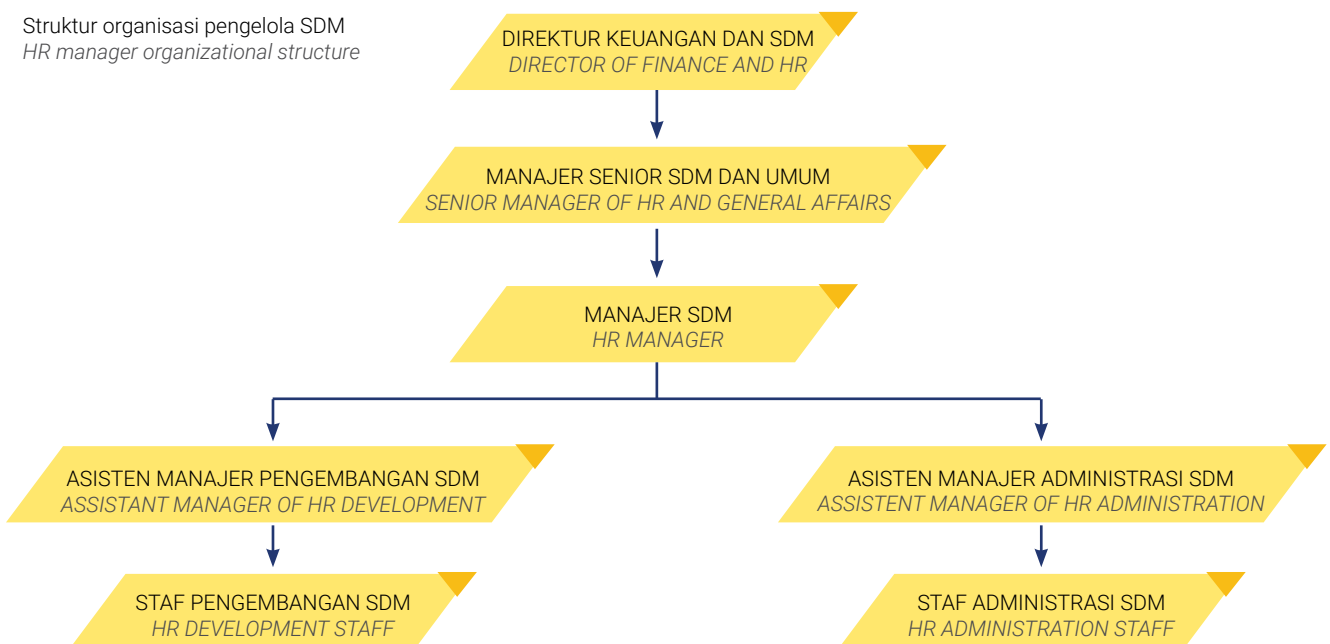 Struktur organisasi pengelola SDM
HR manager organizational structure
DIREKTUR KEUANGAN DAN SDM
DIRECTOR OF FINANCE AND HR
MANAJER SENIOR SDM DAN UMUM
SENIOR MANAGER OF HR AND GENERAL AFFAIRS
MANAJER SDM
HR MANAGER
ASISTEN MANAJER PENGEMBANGAN SDM
ASSISTANT MANAGER OF HR DEVELOPMENT
ASISTEN MANAJER ADMINISTRASI SDM
ASSISTENT MANAGER OF HR ADMINISTRATION
STAF PENGEMBANGAN SDM
HR DEVELOPMENT STAFF
STAF ADMINISTRASI SDM
HR ADMINISTRATION STAFF